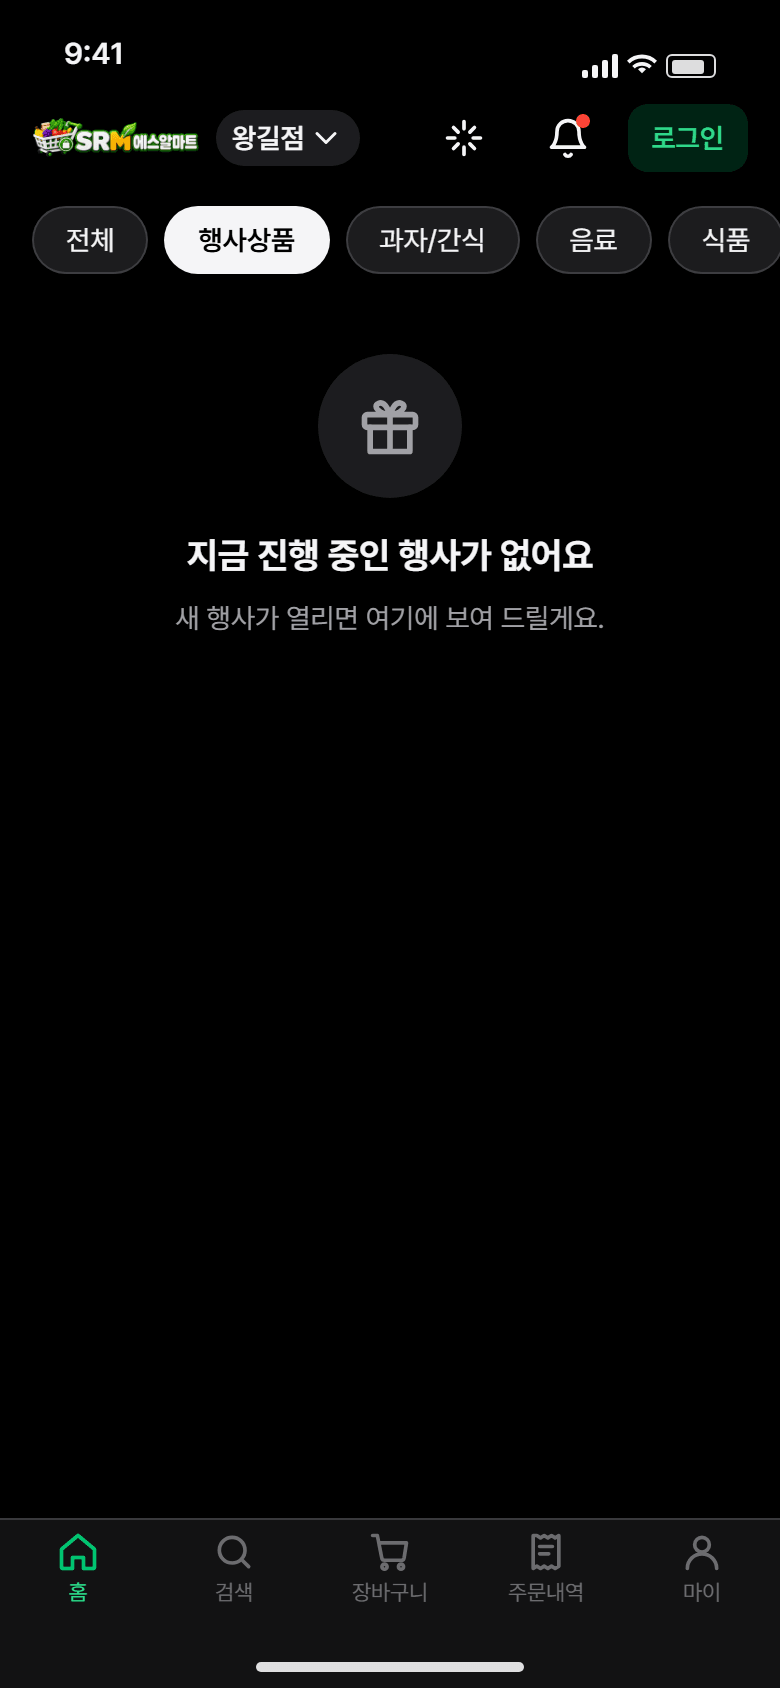 9:41
SRM 에스알마트
왕길점
로그인
전체
행사상품
과자/간식
음료
식품
지금 진행 중인 행사가 없어요
새 행사가 열리면 여기에 보여 드릴게요.
홈
검색
장바구니
주문내역
마이